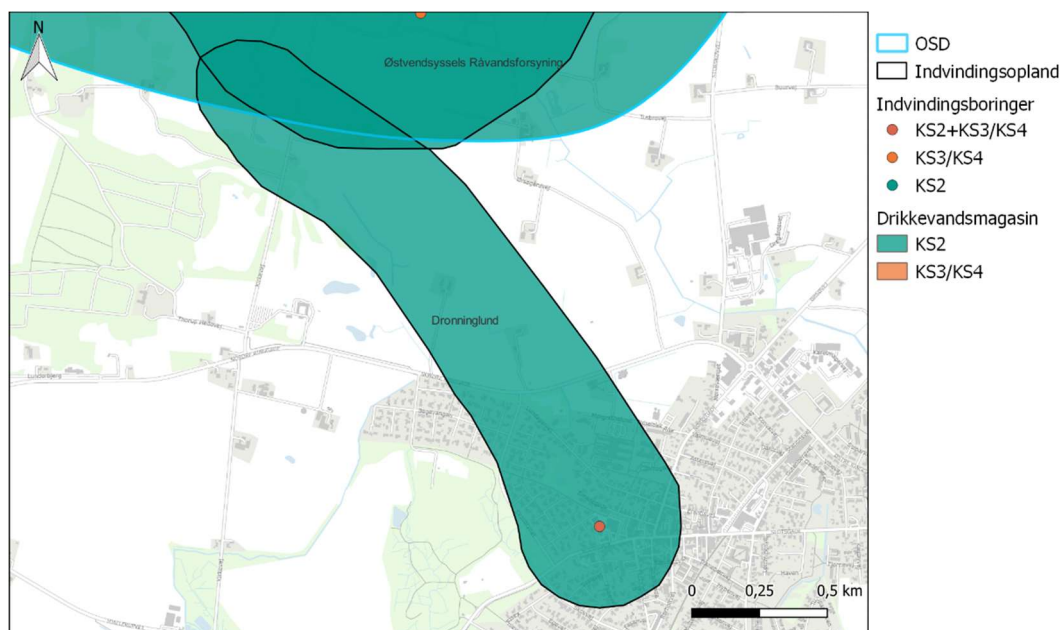 N
Østvendsyssels Råvandsforsyning
Dronninglund
0 0,25 0,5 km
OSD
Indvindingsopland
Indvindingsboringer
KS2+KS3/KS4
KS3/KS4
KS2
Drikkevandsmagasin
KS2
KS3/KS4